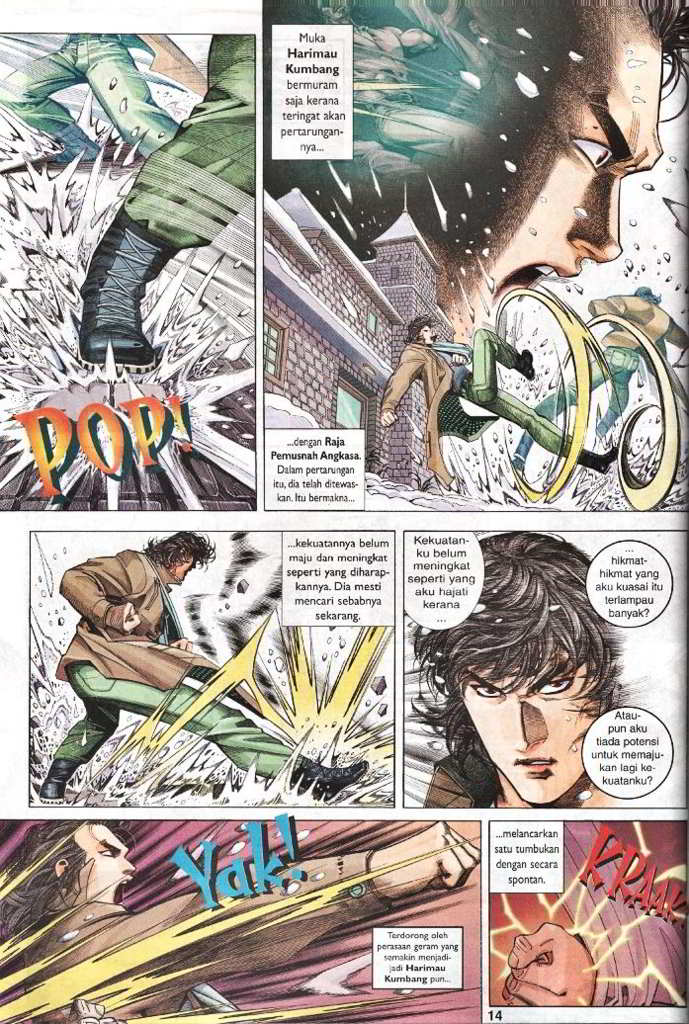 Muka
Harimau
Kumbang
bermuram
saja kerana
teringat akan
pertarungan-
nya...
POP!
...dengan Raja
Pemusnah Angkasa.
Dalam pertarungan
itu, dia telah ditewas-
kan. Itu bermakna...
...kekuatannya belum
maju dan meningkat
seperti yang diharap-
kannya. Dia mesti
mencari sebabnya
sekarang.
Kekuatan-
ku belum
meningkat
seperti yang
aku hajati
kerana
...
...
hikmat-
hikmat yang
aku kuasai itu
terlampau
banyak?
Atau-
pun aku
tiada potensi
untuk memaju-
kan lagi ke-
kuatanku?
Yak!
Terdorong oleh
perasaan geram yang
semakin menjadi-
jadi Harimau
Kumbang pun...
...melancarkan
satu tumbukan
dengan secara
spontan.
KRAAK
14